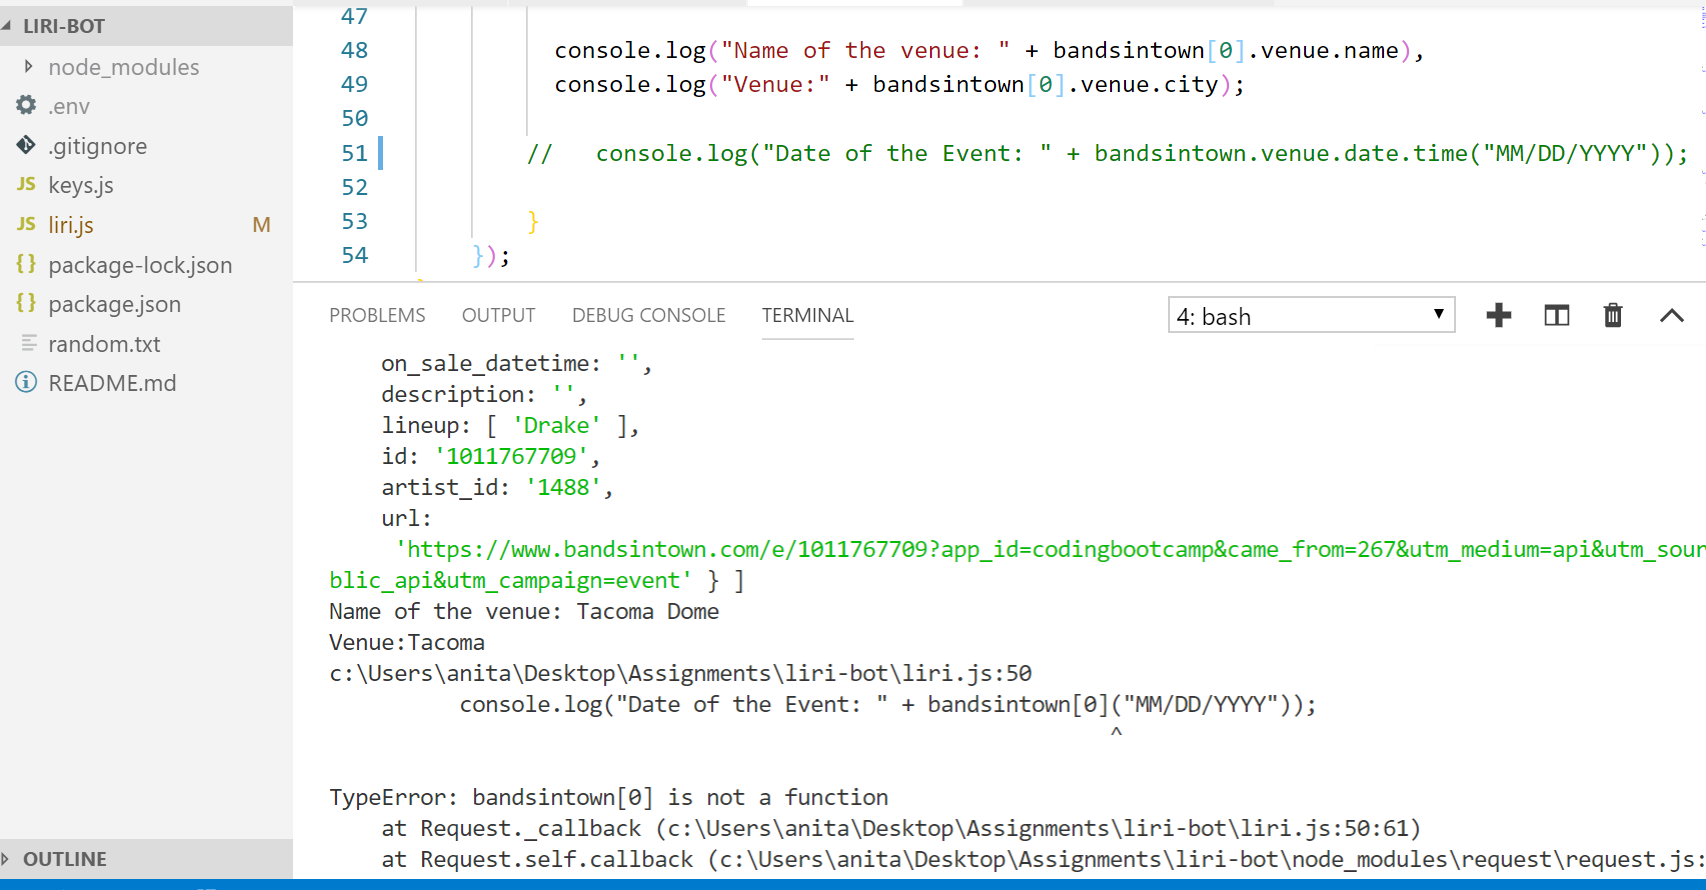 LIRI-BOT
node_modules
.env
.gitignore
JS keys.js
JS liri.js M
{} package-lock.json
{} package.json
random.txt
README.md
OUTLINE
47
48 console.log("Name of the venue: " + bandsintown[0].venue.name),
49 console.log("Venue:" + bandsintown[0].venue.city);
50
51 // console.log("Date of the Event: " + bandsintown.venue.date.time("MM/DD/YYYY"));
52
53 }
54 });
PROBLEMS OUTPUT DEBUG CONSOLE TERMINAL 4: bash
on_sale_datetime: '',
description: '',
lineup: [ 'Drake' ],
id: '1011767709',
artist_id: '1488',
url:
'https://www.bandsintown.com/e/1011767709?app_id=codingbootcamp&came_from=267&utm_medium=api&utm_sour
blic_api&utm_campaign=event' } ]
Name of the venue: Tacoma Dome
Venue:Tacoma
c:\Users\anita\Desktop\Assignments\liri-bot\liri.js:50
console.log("Date of the Event: " + bandsintown[0]("MM/DD/YYYY"));
^
TypeError: bandsintown[0] is not a function
at Request._callback (c:\Users\anita\Desktop\Assignments\liri-bot\liri.js:50:61)
at Request.self.callback (c:\Users\anita\Desktop\Assignments\liri-bot\node_modules\request\request.js: